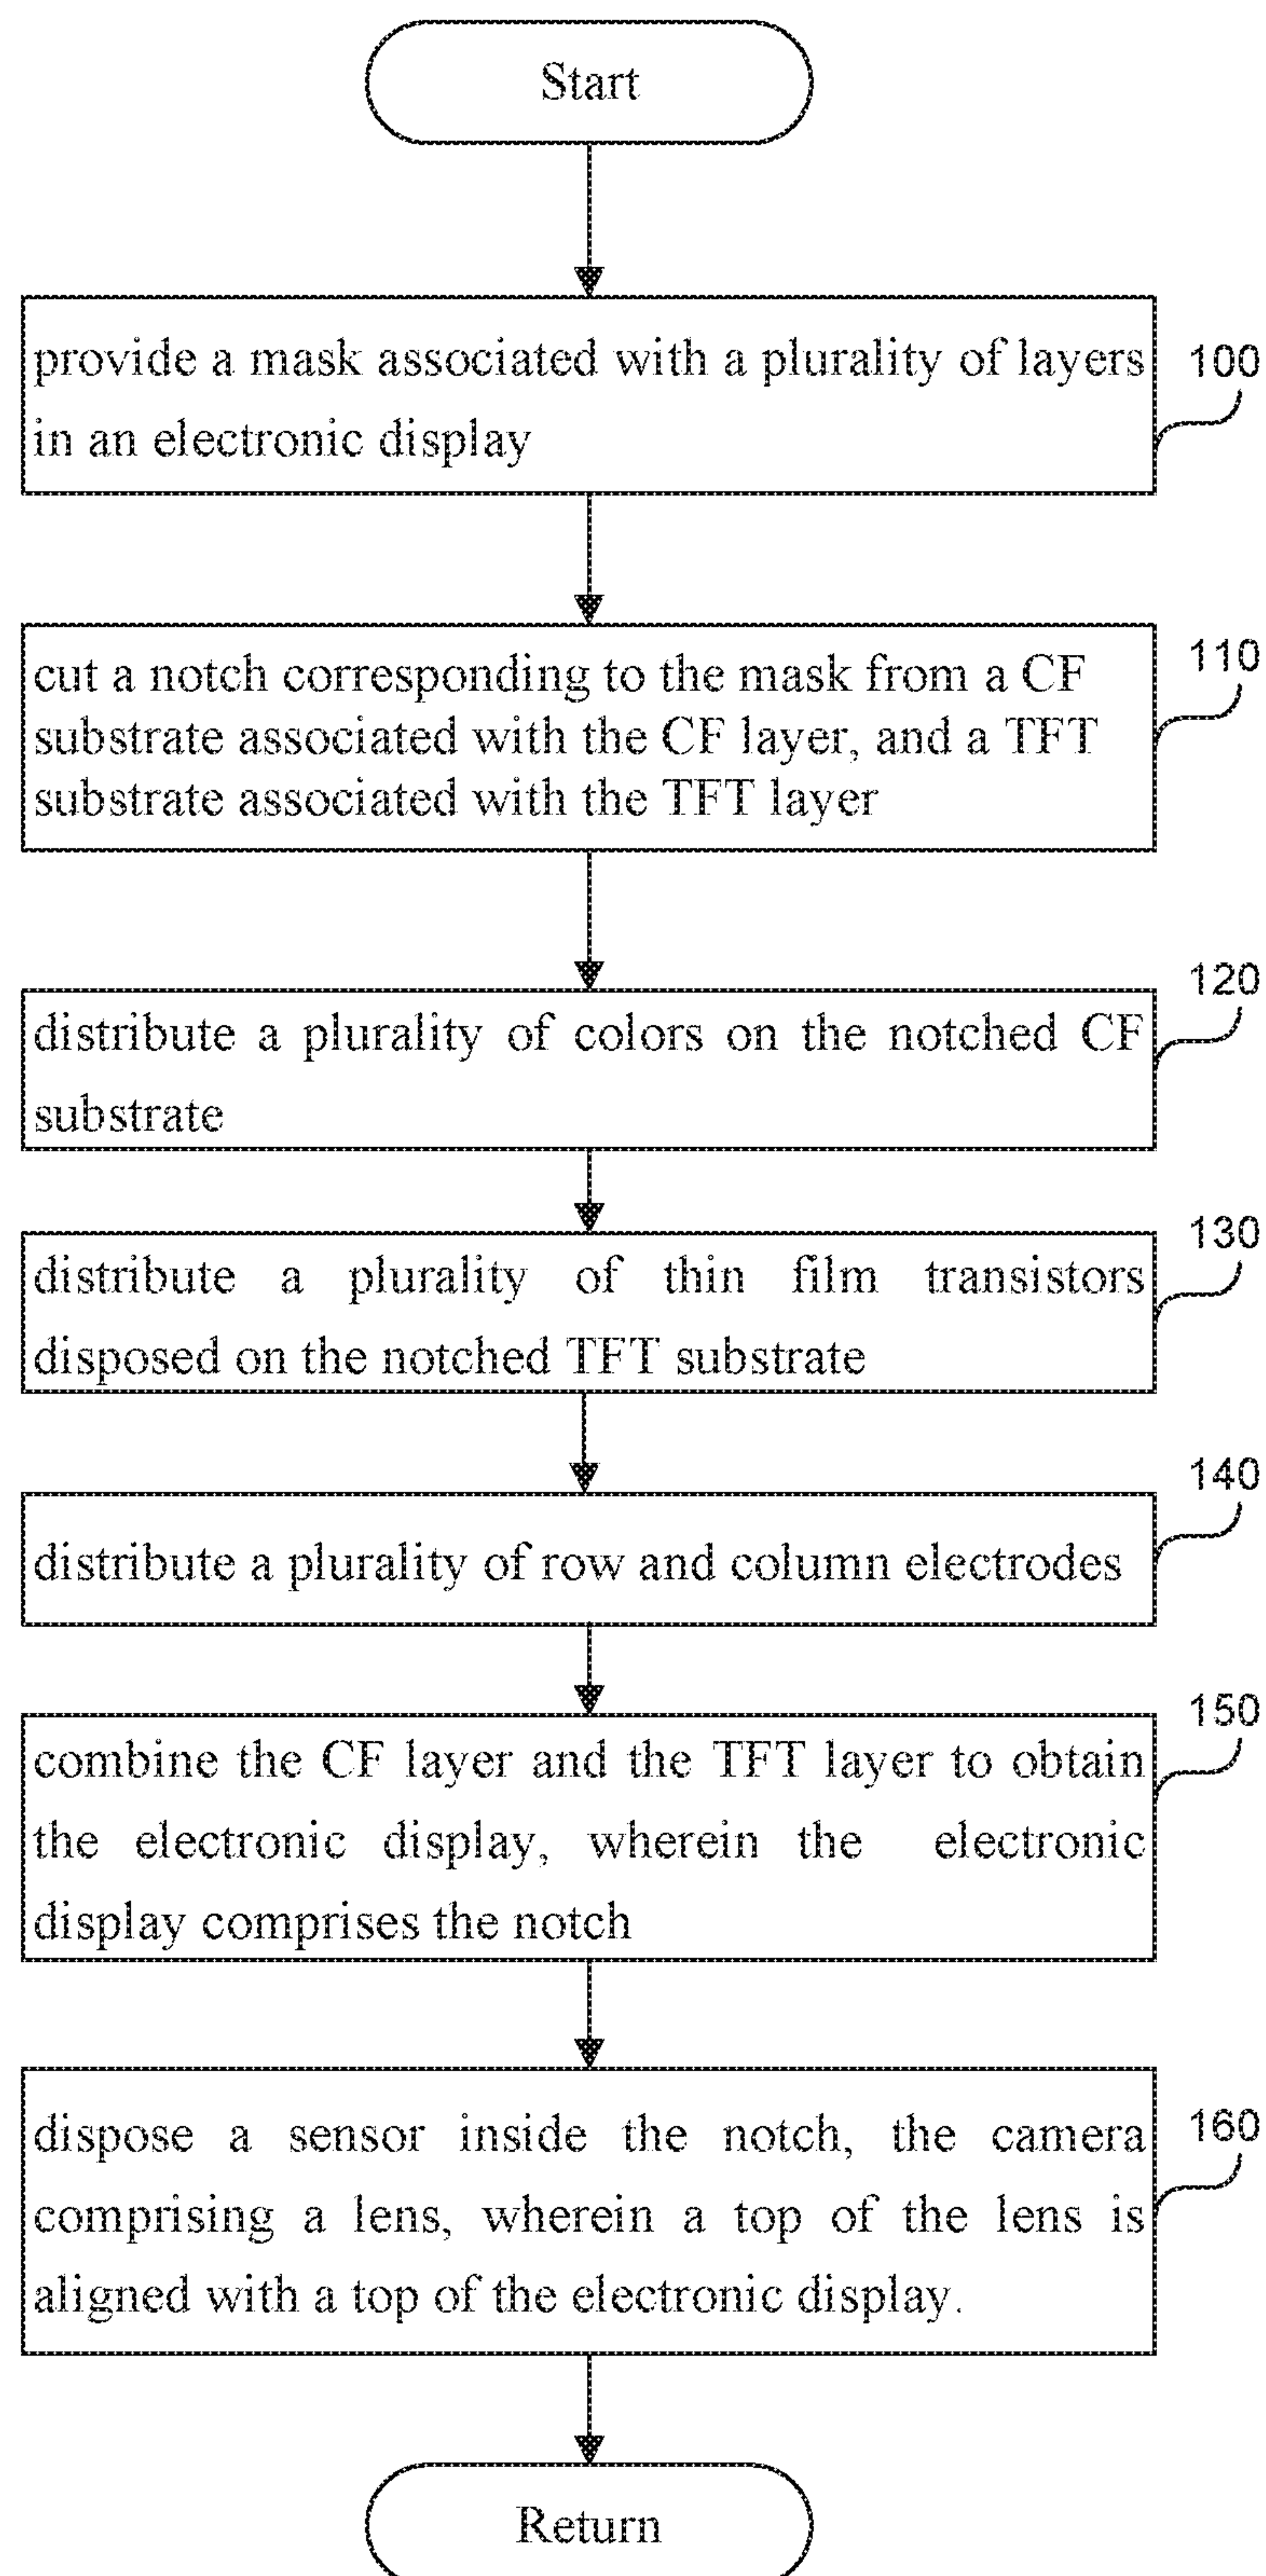 Start
provide a mask associated with a plurality of layers
100
in an electronic display
cut a notch corresponding to the mask from a CF
110
substrate associated with the CF layer, and a TFT
substrate associated with the TFT layer
120
distribute a plurality of colors on the notched CF
substrate
130
distribute a plurality of thin film transistors
disposed on the notched TFT substrate
140
distribute a plurality of row and column electrodes
150
combine the CF layer and the TFT layer to obtain
the electronic display, wherein the electronic
display comprises the notch
dispose a sensor inside the notch, the camera
160
comprising a lens, wherein a top of the lens is
aligned with a top of the electronic display.
Return